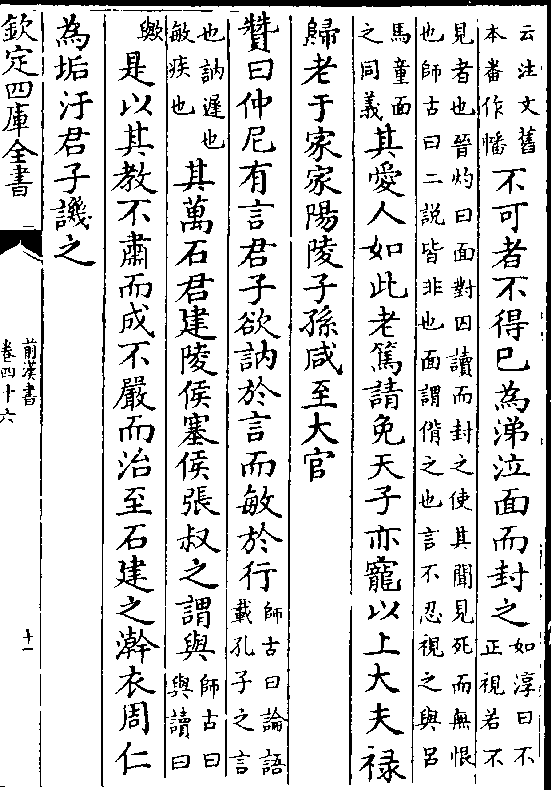 云注文舊
本畨作幡
不可者不得已為涕泣面而封之
如淳曰不
正視若不
見者也晉灼曰面對囚讀而封之使其聞見死而無恨
也師古曰二説皆非也面謂偝之也言不忍視之與呂
馬童面
之同義
其愛人如此老篤請免天子亦寵以上大夫禄
歸老于家家陽陵子孫咸至大官
贊曰仲尼有言君子欲訥於言而敏於行
師古曰論語
載孔子之言
也訥遲也
敏疾也
其萬石君建陵侯塞侯張叔之謂與
師古曰
與讀曰
歟
是以其教不肅而成不嚴而治至石建之澣衣周仁
為垢汙君子譏之
欽定四庫全書
前漢書
卷四十六
十一